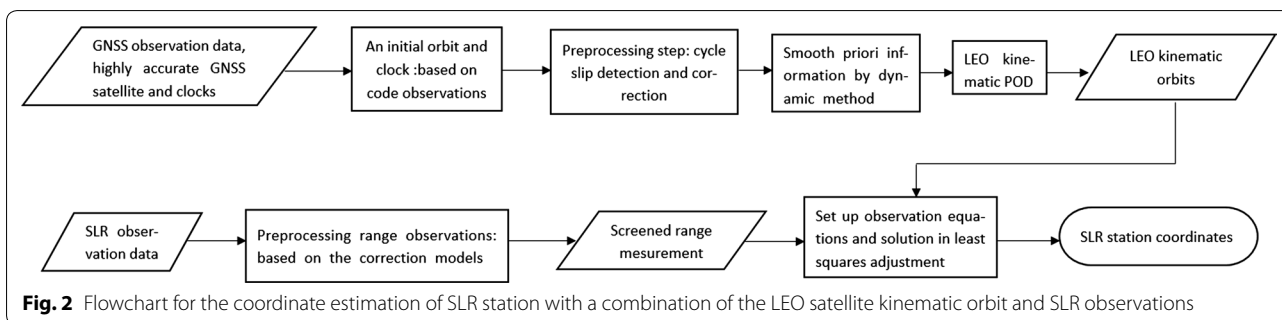 GNSS observation data,
highly accurate GNSS
satellite and clocks
An initial orbit and
clock :based on
code observations
Preprocessing step: cycle
slip detection and cor-
rection
Smooth priori inf
ormation by dyn-
amic method
LEO kine-
matic POD
LEO kinematic
orbits
SLR obser-
vation data
Preprocessing range observations:
based on the correction models
Screened range
mesurement
Set up observation equa-
tions and solution in least
squares adjustment
SLR station coordinates
Fig. 2 Flowchart for the coordinate estimation of SLR station with a combination of the LEO satellite kinematic orbit and SLR observations